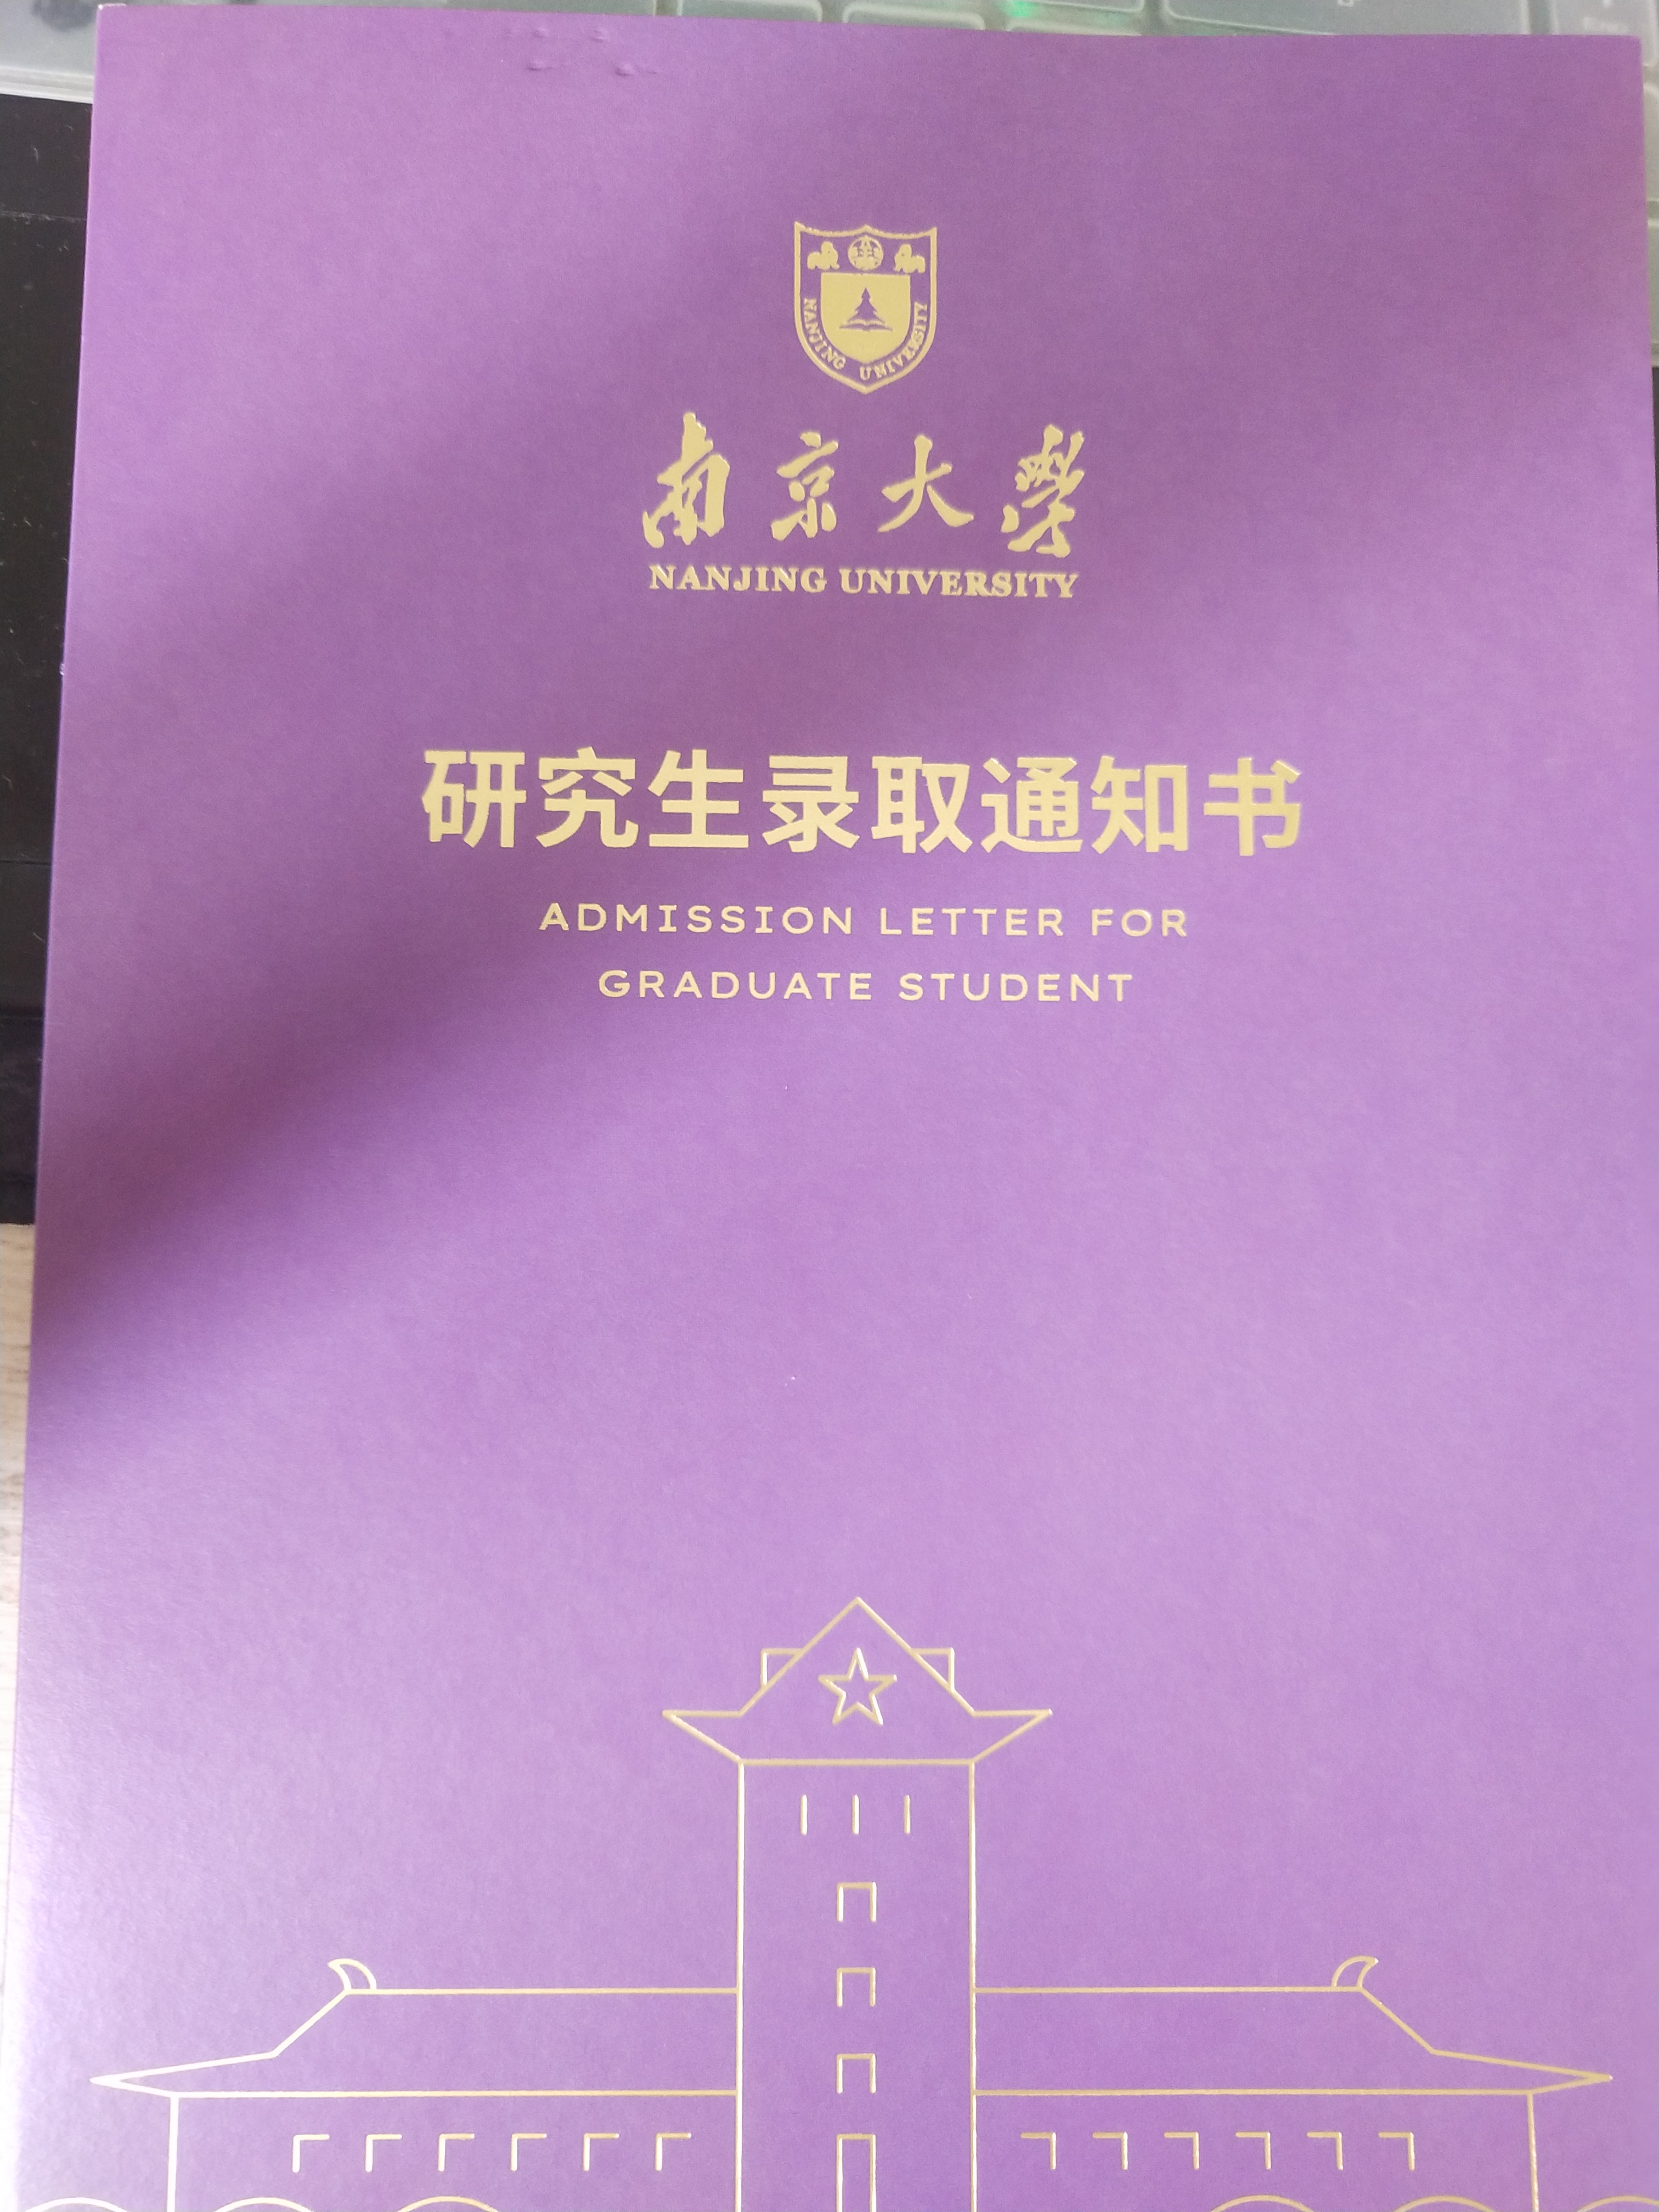 NANJING UNIVERSITY
南京大學
NANJING UNIVERSITY
研究生录取通知书
ADMISSION LETTER FOR
GRADUATE STUDENT